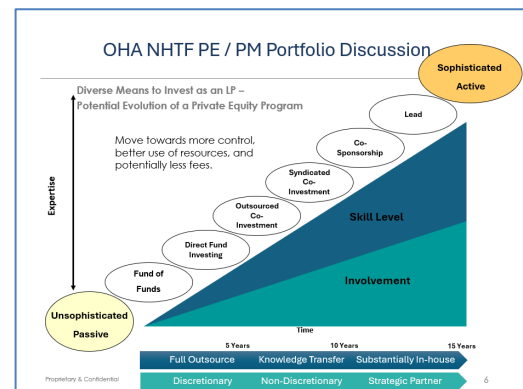 OHA NHTF PE / PM Portfolio Discussion
Sophisticated
Active
Diverse Means to Invest as an LP –
Potential Evolution of a Private Equity Program
Lead
Move towards more control,
better use of resources, and
potentially less fees.
Co-
Sponsorship
Syndicated
Co-
Investment
Expertise
Outsourced
Co-
Investment
Skill Level
Direct Fund
Investing
Fund of
Funds
Involvement
Unsophisticated
Passive
Time
5 Years
10 Years
15 Years
Full Outsource
Knowledge Transfer
Substantially In-house
Discretionary
Non-Discretionary
Strategic Partner
Proprietary & Confidential
6